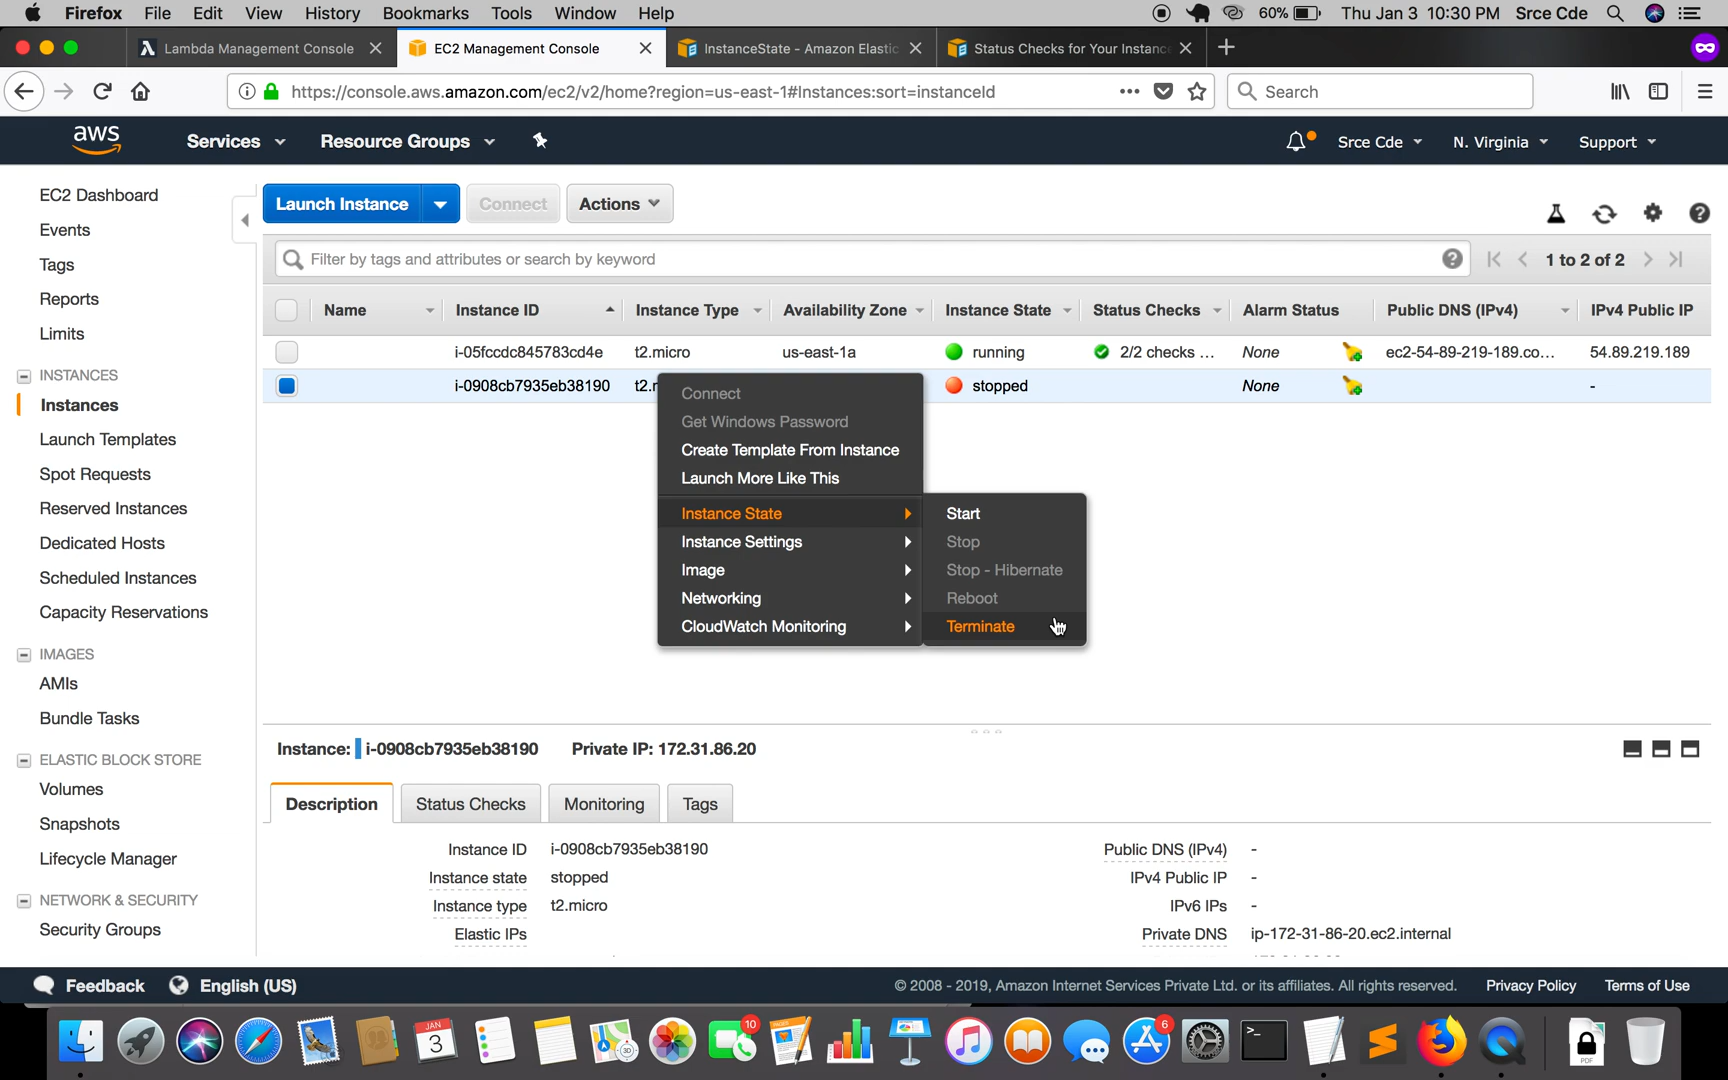 Firefox File Edit View History Bookmarks Tools Window Help 60% Thu Jan 3 10:30 PM Srce Cde
Lambda Management Console EC2 Management Console InstanceState - Amazon Elastic Status Checks for Your Instanc
https://console.aws.amazon.com/ec2/v2/home?region=us-east-1#Instances:sort=instanceId Search
aws Services Resource Groups Srce Cde N. Virginia Support
EC2 Dashboard
Events
Tags
Reports
Limits
INSTANCES
Instances
Launch Templates
Spot Requests
Reserved Instances
Dedicated Hosts
Scheduled Instances
Capacity Reservations
IMAGES
AMIs
Bundle Tasks
ELASTIC BLOCK STORE
Volumes
Snapshots
Lifecycle Manager
NETWORK & SECURITY
Security Groups
Launch Instance Connect Actions
Filter by tags and attributes or search by keyword 1 to 2 of 2
Name Instance ID Instance Type Availability Zone Instance State Status Checks Alarm Status Public DNS (IPv4) IPv4 Public IP
i-05fccdc845783cd4e t2.micro us-east-1a running 2/2 checks ... None ec2-54-89-219-189.co... 54.89.219.189
i-0908cb7935eb38190 stopped None -
Connect
Get Windows Password
Create Template From Instance
Launch More Like This
Instance State
Instance Settings
Image
Networking
CloudWatch Monitoring
Start
Stop
Stop - Hibernate
Reboot
Terminate
Instance: i-0908cb7935eb38190 Private IP: 172.31.86.20
Description Status Checks Monitoring Tags
Instance ID i-0908cb7935eb38190 Public DNS (IPv4) -
Instance state stopped IPv4 Public IP -
Instance type t2.micro IPv6 IPs -
Elastic IPs Private DNS ip-172-31-86-20.ec2.internal
Feedback English (US) © 2008 - 2019, Amazon Internet Services Private Ltd. or its affiliates. All rights reserved. Privacy Policy Terms of Use
JAN
3
10
PAGES
6
PDF